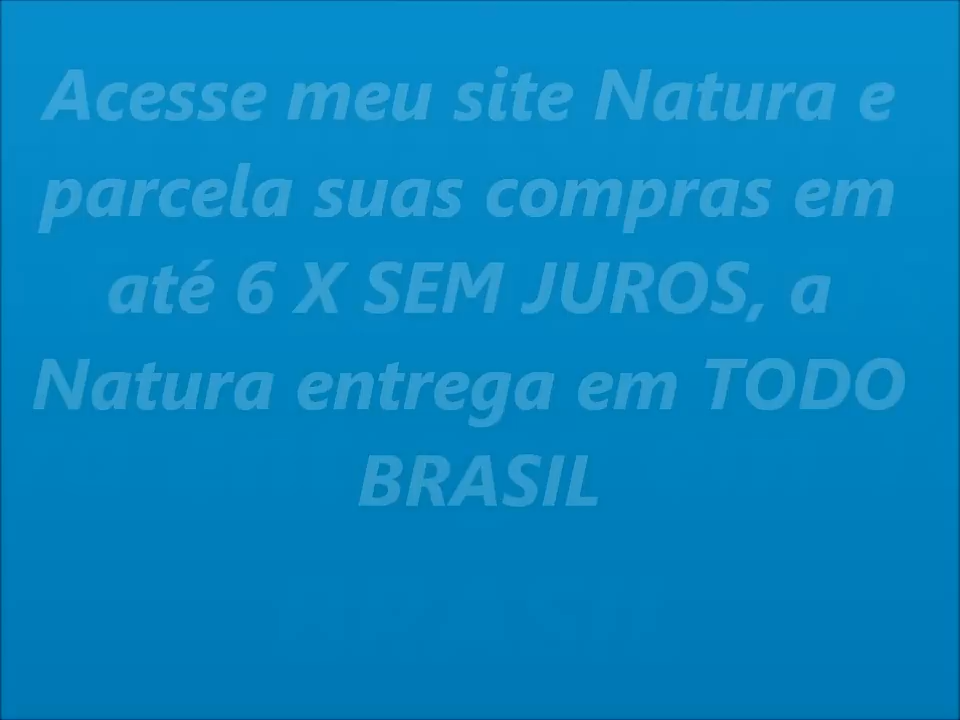 Acesse meu site Natura e
parcela suas compras em
até 6 X SEM JUROS, a
Natura entrega em TODO
BRASIL